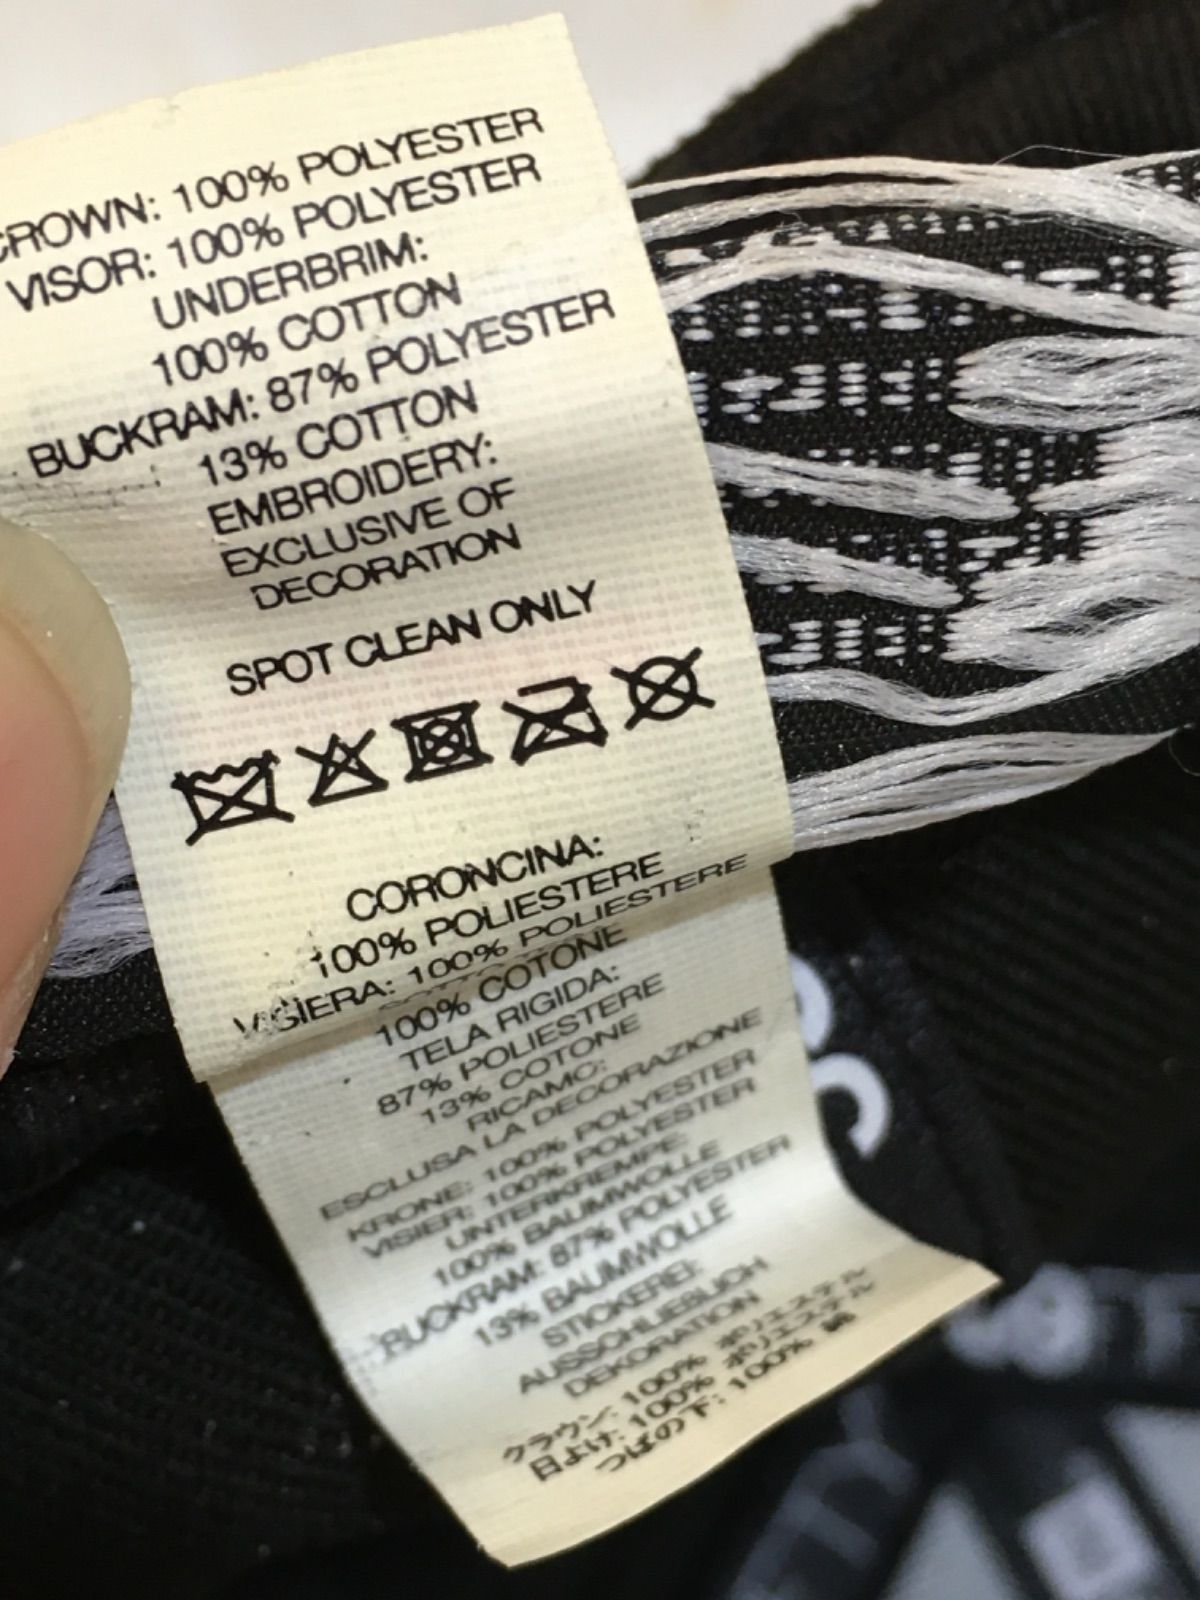 CROWN: 100% POLYESTER
VISOR: 100% POLYESTER
UNDERBRIM:
100% COTTON
BUCKRAM: 87% POLYESTER
13% COTTON
EMBROIDERY:
EXCLUSIVE OF
DECORATION
SPOT CLEAN ONLY
CORONCINA:
100% POLIESTERE
VISIERA: 100% POLIESTERE
100% COTONE
TELA RIGIDA:
87% POLIESTERE
13% COTONE
RICAMO:
ESCLUSA LA DECORAZIONE
KRONE: 100% POLYESTER
VISIER: 100% POLYESTER
UNTERKREMPE:
100% BAUMWOLLE
BUCKRAM: 87% POLYESTER
13% BAUMWOLLE
STICKEREI:
AUSSCHLIEBLICH
DEKORATION
クラウン: 100% ポリエステル
日よけ: 100% ポリエステル
つばの下: 100% 綿